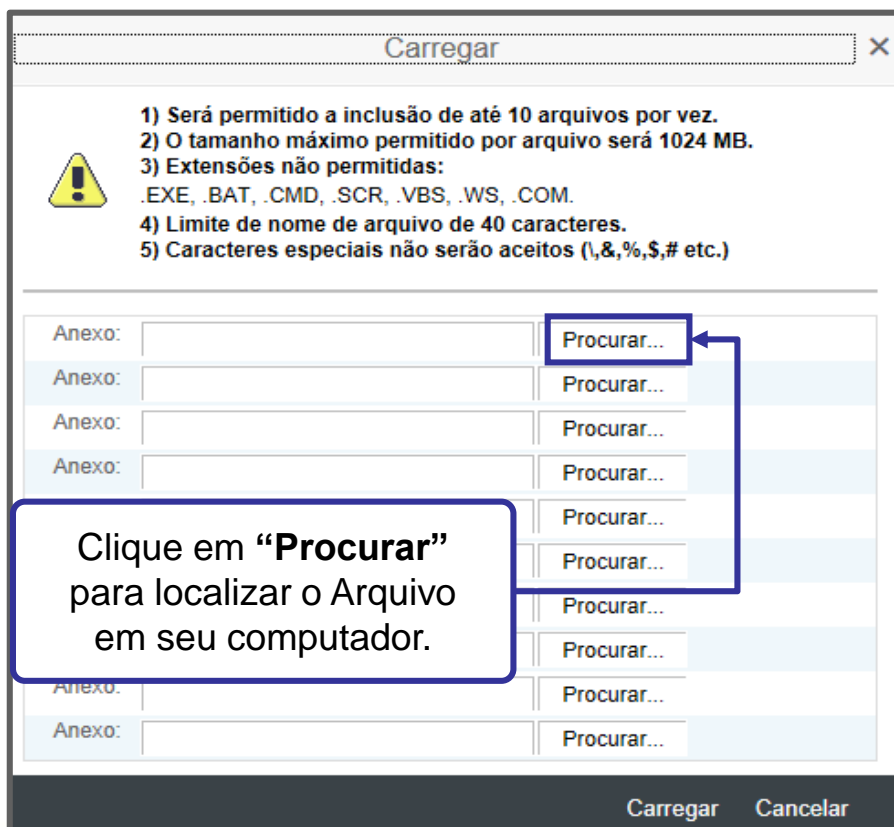 Carregar
1) Será permitido a inclusão de até 10 arquivos por vez.
2) O tamanho máximo permitido por arquivo será 1024 MB.
3) Extensões não permitidas:
.EXE, .BAT, .CMD, .SCR, .VBS, .WS, .COM.
4) Limite de nome de arquivo de 40 caracteres.
5) Caracteres especiais não serão aceitos (\,&,%,$,# etc.)
Anexo: Procurar...
Anexo: Procurar...
Anexo: Procurar...
Anexo: Procurar...
Procurar...
Procurar...
Procurar...
Procurar...
Clique em “Procurar”
para localizar o Arquivo
em seu computador.
Anexo: Procurar...
Anexo: Procurar...
Carregar Cancelar